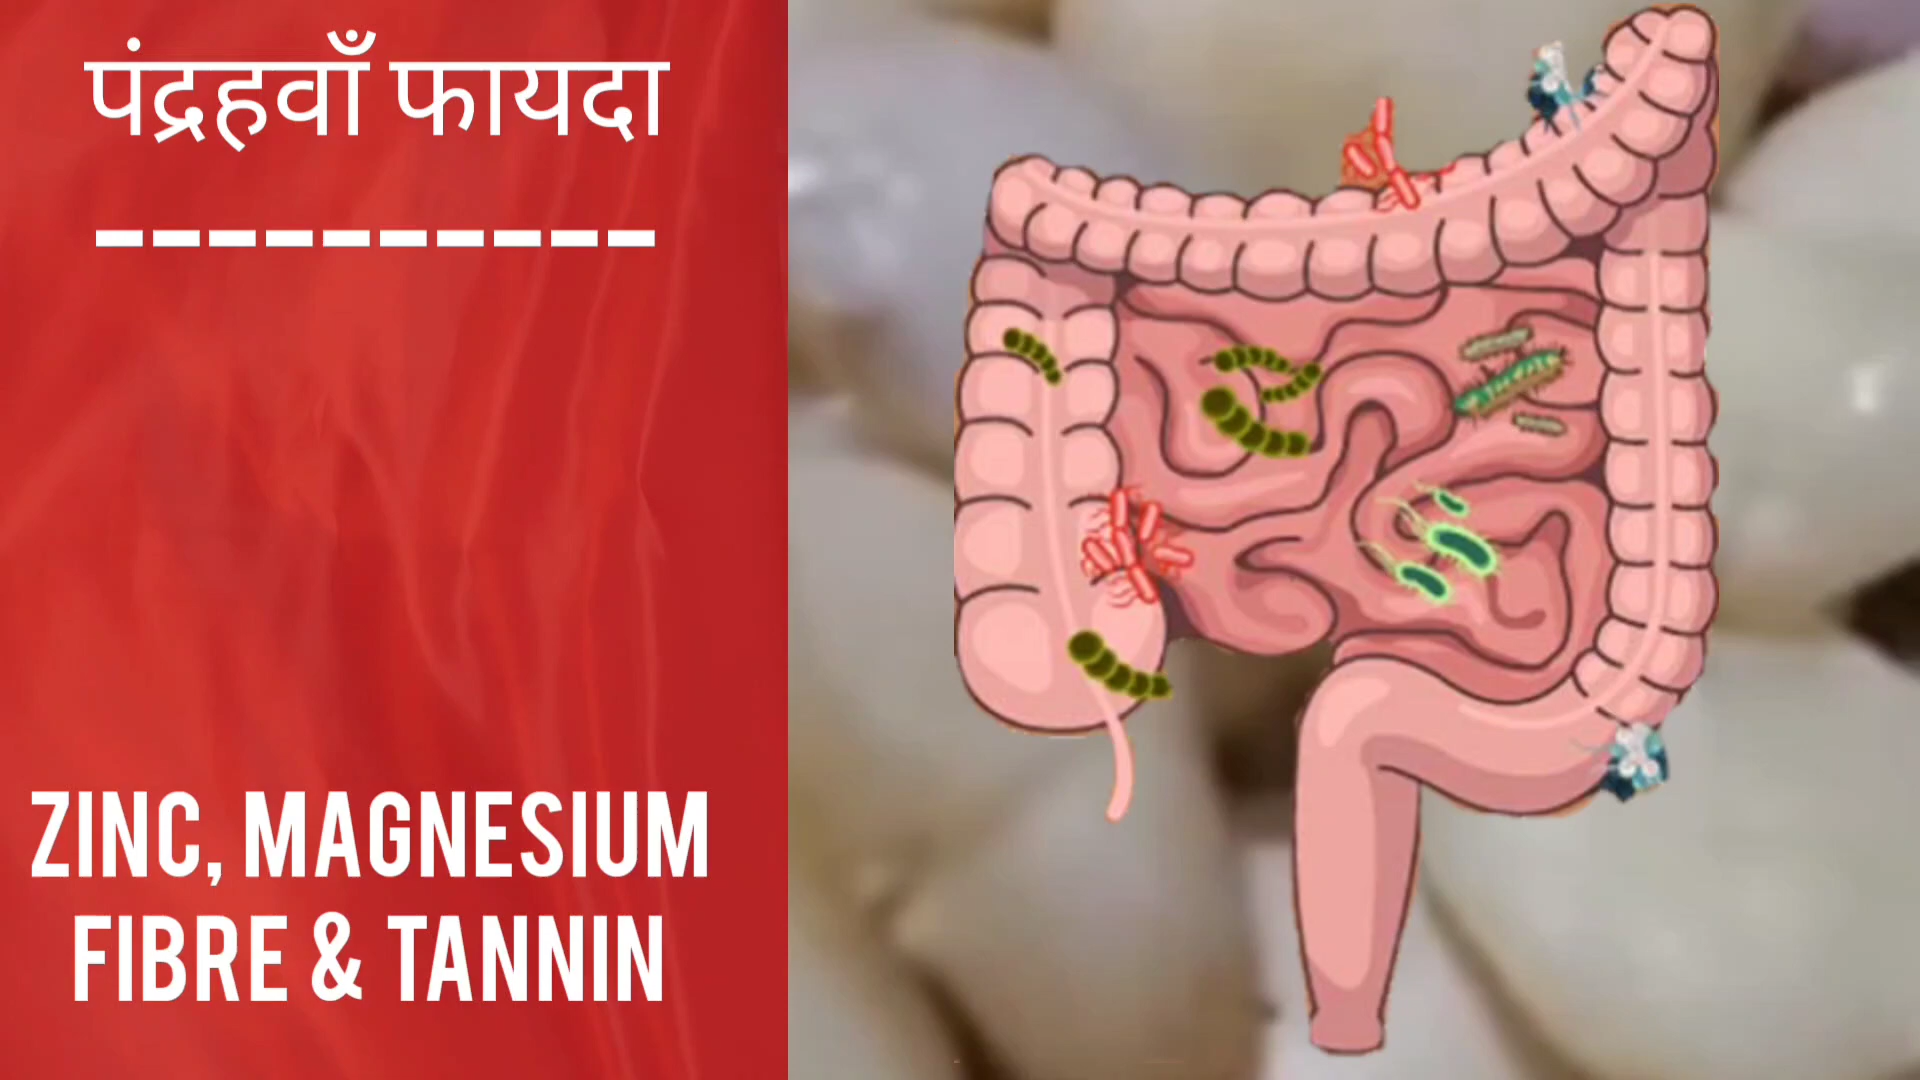 पंद्रहवाँ फायदा
-----------
ZINC, MAGNESIUM
FIBRE & TANNIN